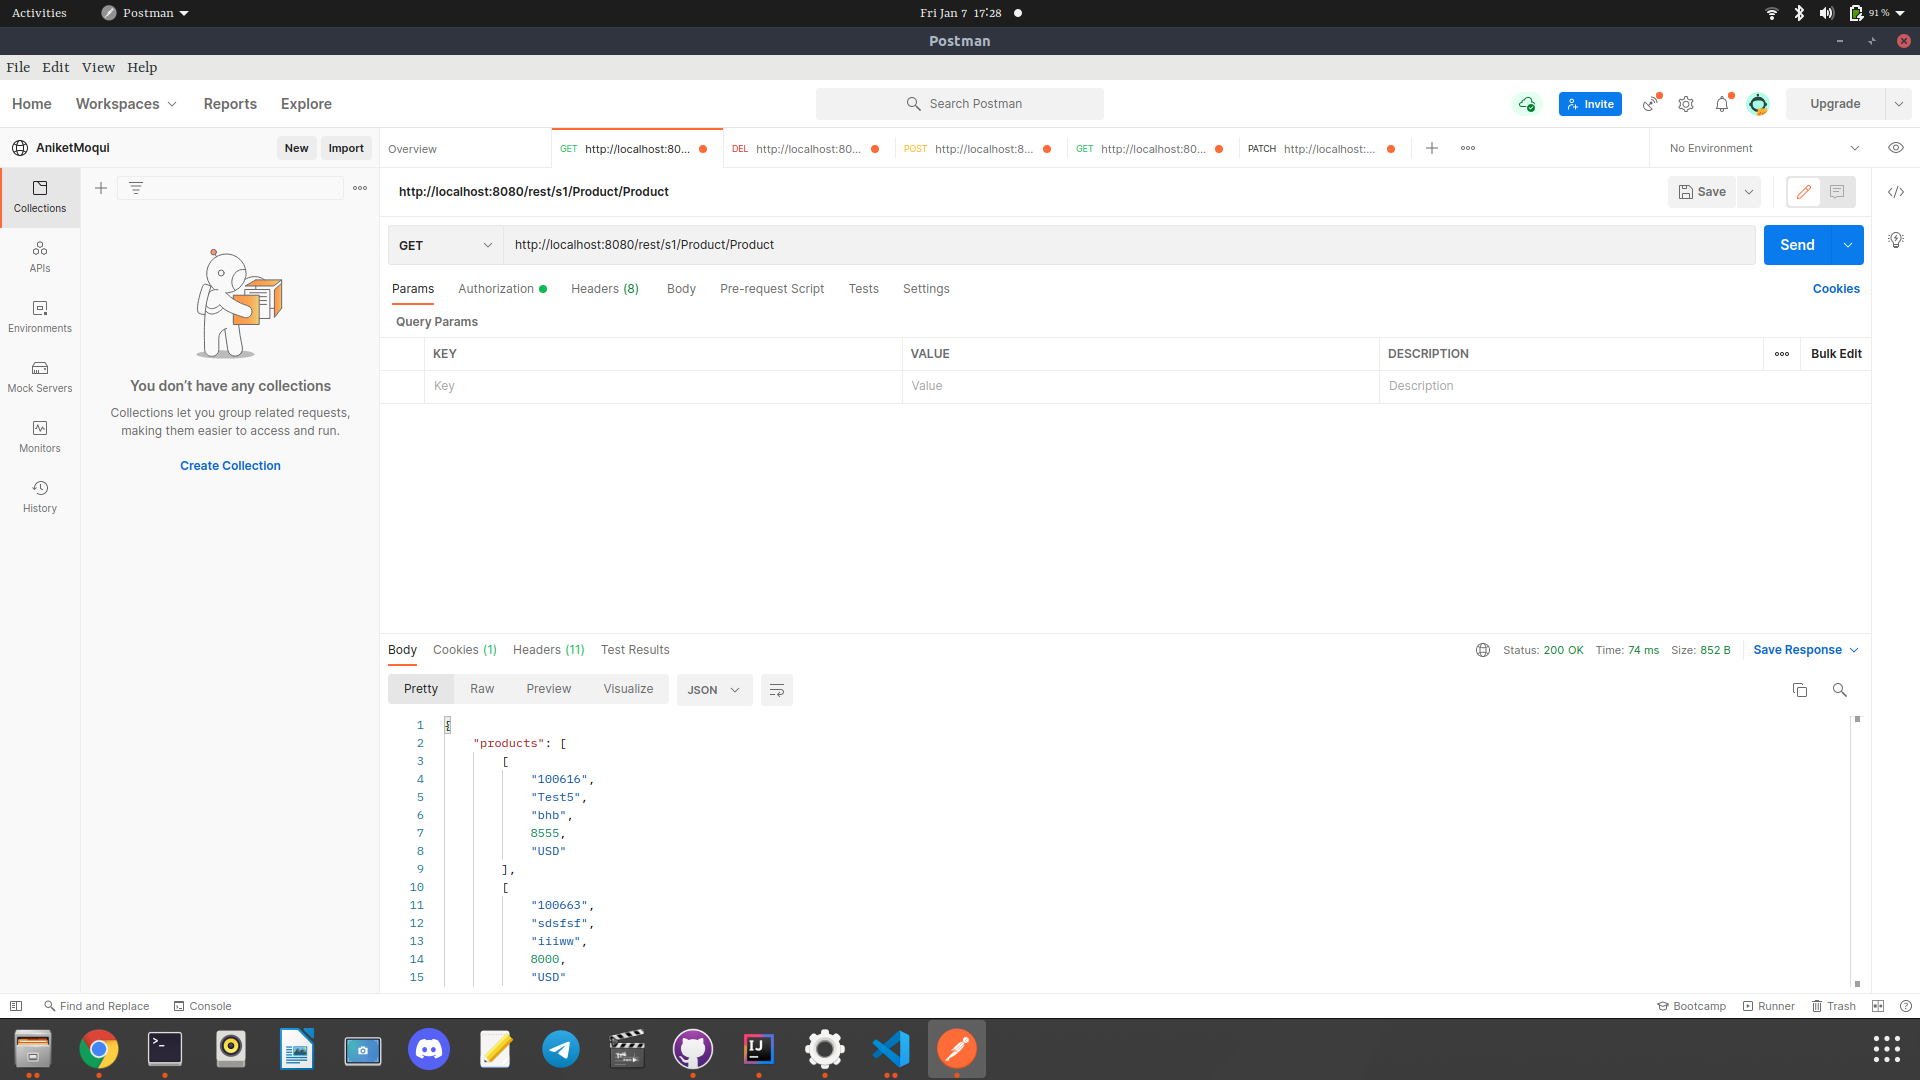 Activities Postman Fri Jan 7 17:28 91 %
Postman
File Edit View Help
Home Workspaces Reports Explore Search Postman Invite Upgrade
AniketMoqui New Import Overview GET http://localhost:80... DEL http://localhost:80... POST http://localhost:8... GET http://localhost:80... PATCH http://localhost:... No Environment
Collections
APIs
Environments
Mock Servers
Monitors
History
You don’t have any collections
Collections let you group related requests,
making them easier to access and run.
Create Collection
http://localhost:8080/rest/s1/Product/Product Save
GET http://localhost:8080/rest/s1/Product/Product Send
Params Authorization Headers (8) Body Pre-request Script Tests Settings Cookies
Query Params
KEY VALUE DESCRIPTION Bulk Edit
Key Value Description
Body Cookies (1) Headers (11) Test Results Status: 200 OK Time: 74 ms Size: 852 B Save Response
Pretty Raw Preview Visualize JSON
1 {
2 "products": [
3 [
4 "100616",
5 "Test5",
6 "bhb",
7 8555,
8 "USD"
9 ],
10 [
11 "100663",
12 "sdsfsf",
13 "iiiww",
14 8000,
15 "USD"
Find and Replace Console Bootcamp Runner Trash
IJ